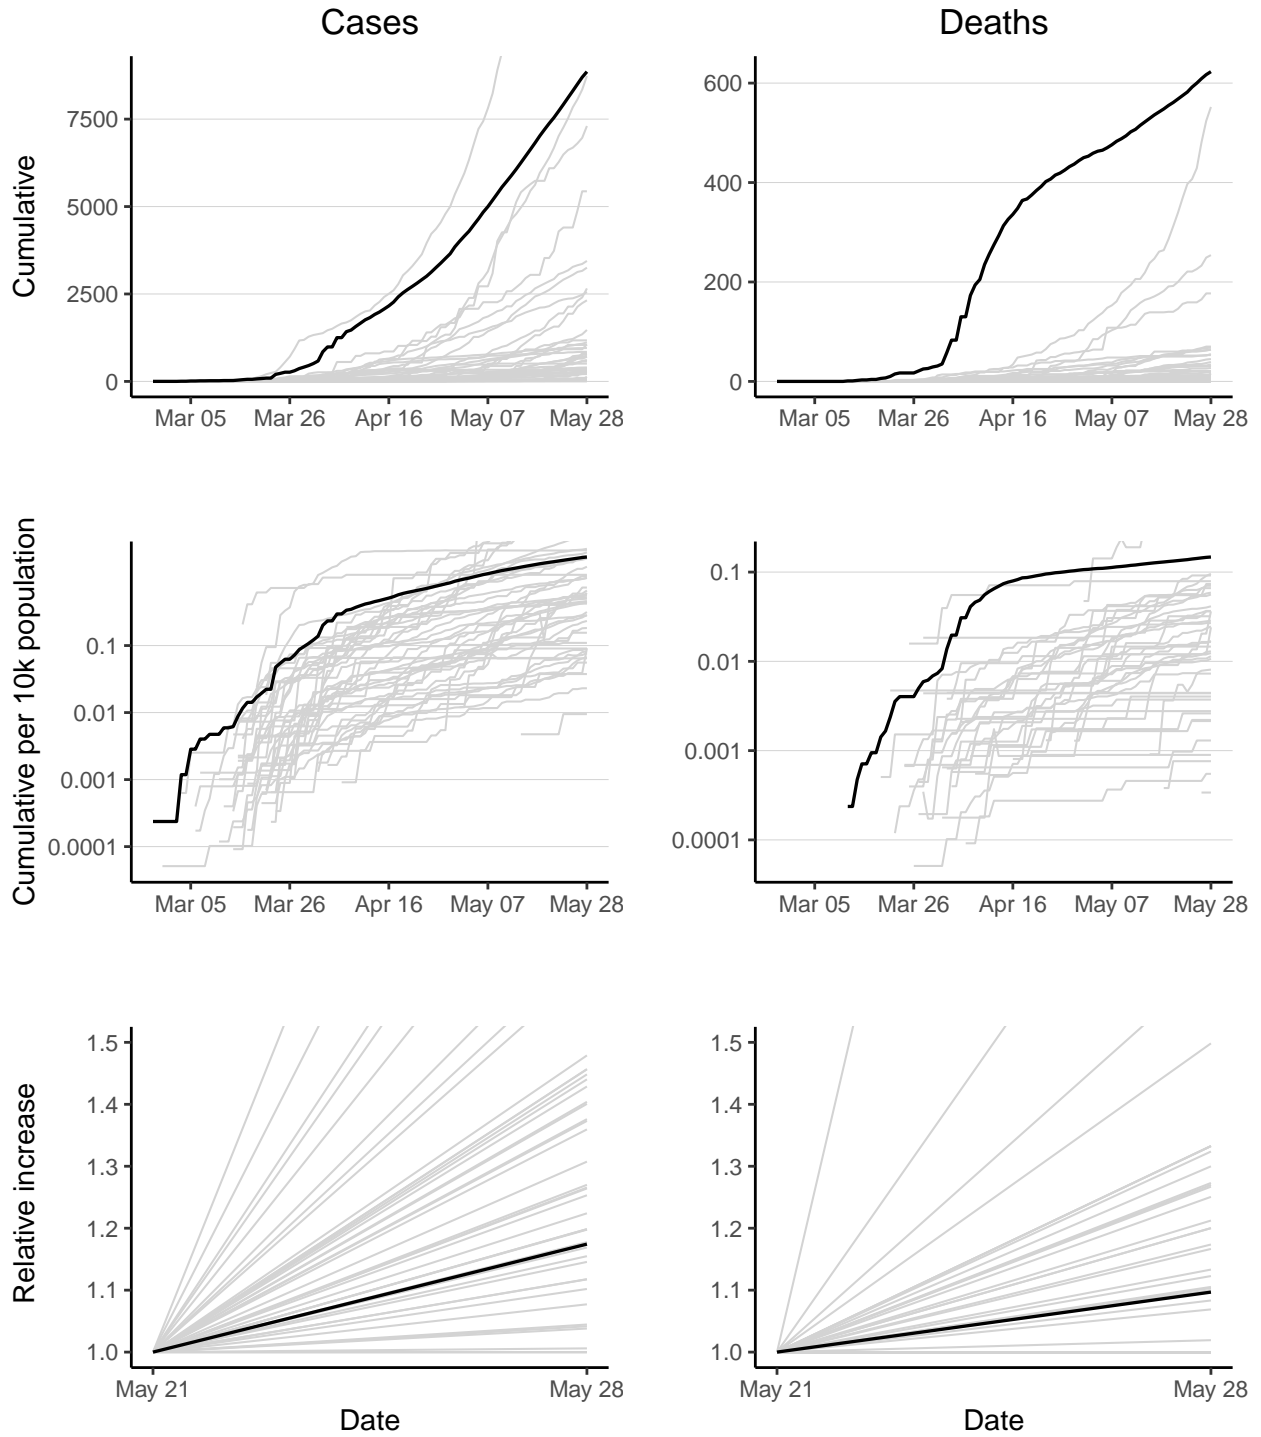 Cases
Deaths
Cumulative
7500
5000
2500
0
Mar 05 Mar 26 Apr 16 May 07 May 28
600
400
200
0
Mar 05 Mar 26 Apr 16 May 07 May 28
Cumulative per 10k population
0.1
0.01
0.001
0.0001
Mar 05 Mar 26 Apr 16 May 07 May 28
0.1
0.01
0.001
0.0001
Mar 05 Mar 26 Apr 16 May 07 May 28
Relative increase
1.5
1.4
1.3
1.2
1.1
1.0
May 21 May 28
Date
1.5
1.4
1.3
1.2
1.1
1.0
May 21 May 28
Date